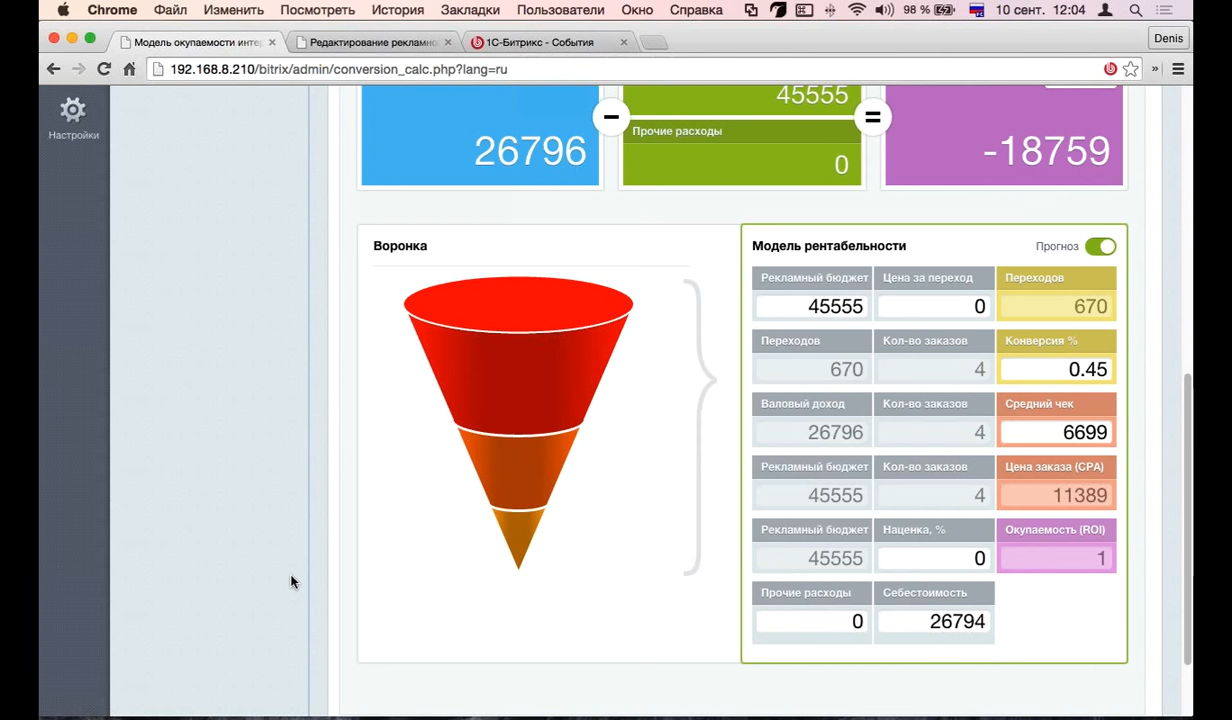 Chrome Файл Изменить Посмотреть История Закладки Пользователи Окно Справка 98 % 10 сент. 12:04
Модель окупаемости инте Редактирование рекламно 1С-Битрикс - События Denis
192.168.8.210/bitrix/admin/conversion_calc.php?lang=ru
Настройки
45555
Прочие расходы
26796 − 0 = -18759
Воронка
Модель рентабельности Прогноз
Рекламный бюджет Цена за переход Переходов
45555 0 670
Переходов Кол-во заказов Конверсия %
670 4 0.45
Валовый доход Кол-во заказов Средний чек
26796 4 6699
Рекламный бюджет Кол-во заказов Цена заказа (CPA)
45555 4 11389
Рекламный бюджет Наценка, % Окупаемость (ROI)
45555 0 1
Прочие расходы Себестоимость
0 26794